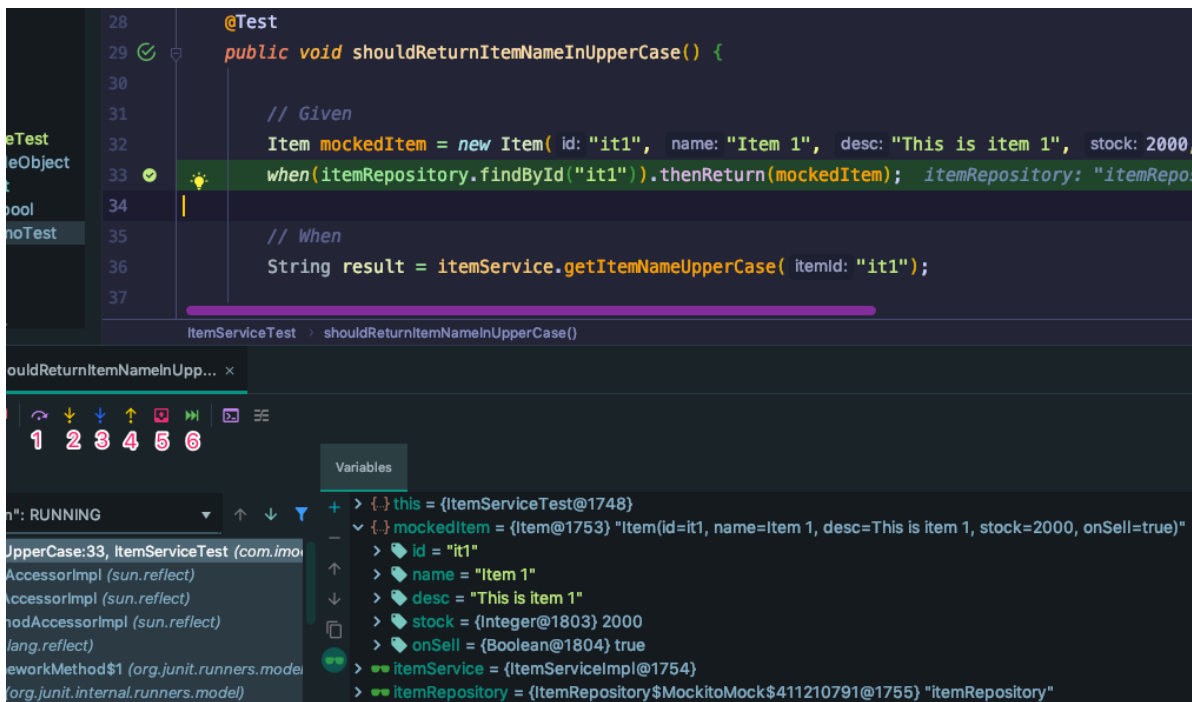 28 @Test
29 public void shouldReturnItemNameInUpperCase() {
30
31 // Given
eTest
32 Item mockedItem = new Item( id: "it1", name: "Item 1", desc: "This is item 1", stock: 2000,
eObject
33 when(itemRepository.findById("it1")).thenReturn(mockedItem); itemRepository: "itemRepos
t
34
ool
35 // When
noTest
36 String result = itemService.getItemNameUpperCase( itemId: "it1");
37
ItemServiceTest > shouldReturnItemNameInUpperCase()
ouldReturnItemNameInUpp... ×
1 2 3 4 5 6
Variables
n": RUNNING
UpperCase:33, ItemServiceTest (com.imo
AccessorImpl (sun.reflect)
AccessorImpl (sun.reflect)
hodAccessorImpl (sun.reflect)
lang.reflect)
eworkMethod$1 (org.junit.runners.model
(org.junit.internal.runners.model)
this = {ItemServiceTest@1748}
mockedItem = {Item@1753} "Item(id=it1, name=Item 1, desc=This is item 1, stock=2000, onSell=true)"
id = "it1"
name = "Item 1"
desc = "This is item 1"
stock = {Integer@1803} 2000
onSell = {Boolean@1804} true
itemService = {ItemServiceImpl@1754}
itemRepository = {ItemRepository$MockitoMock$411210791@1755} "itemRepository"